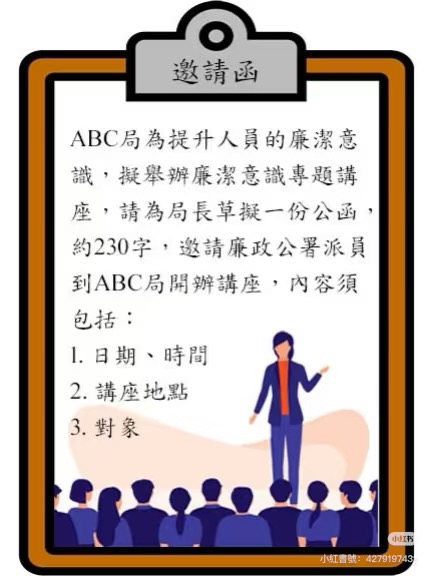 邀請函
ABC局為提升人員的廉潔意
識，擬舉辦廉潔意識專題講
座，請為局長草擬一份公函，
約230字，邀請廉政公署派員
到ABC局開辦講座，內容須
包括：
1. 日期、時間
2. 講座地點
3. 對象
小红书
小紅書號：427919743